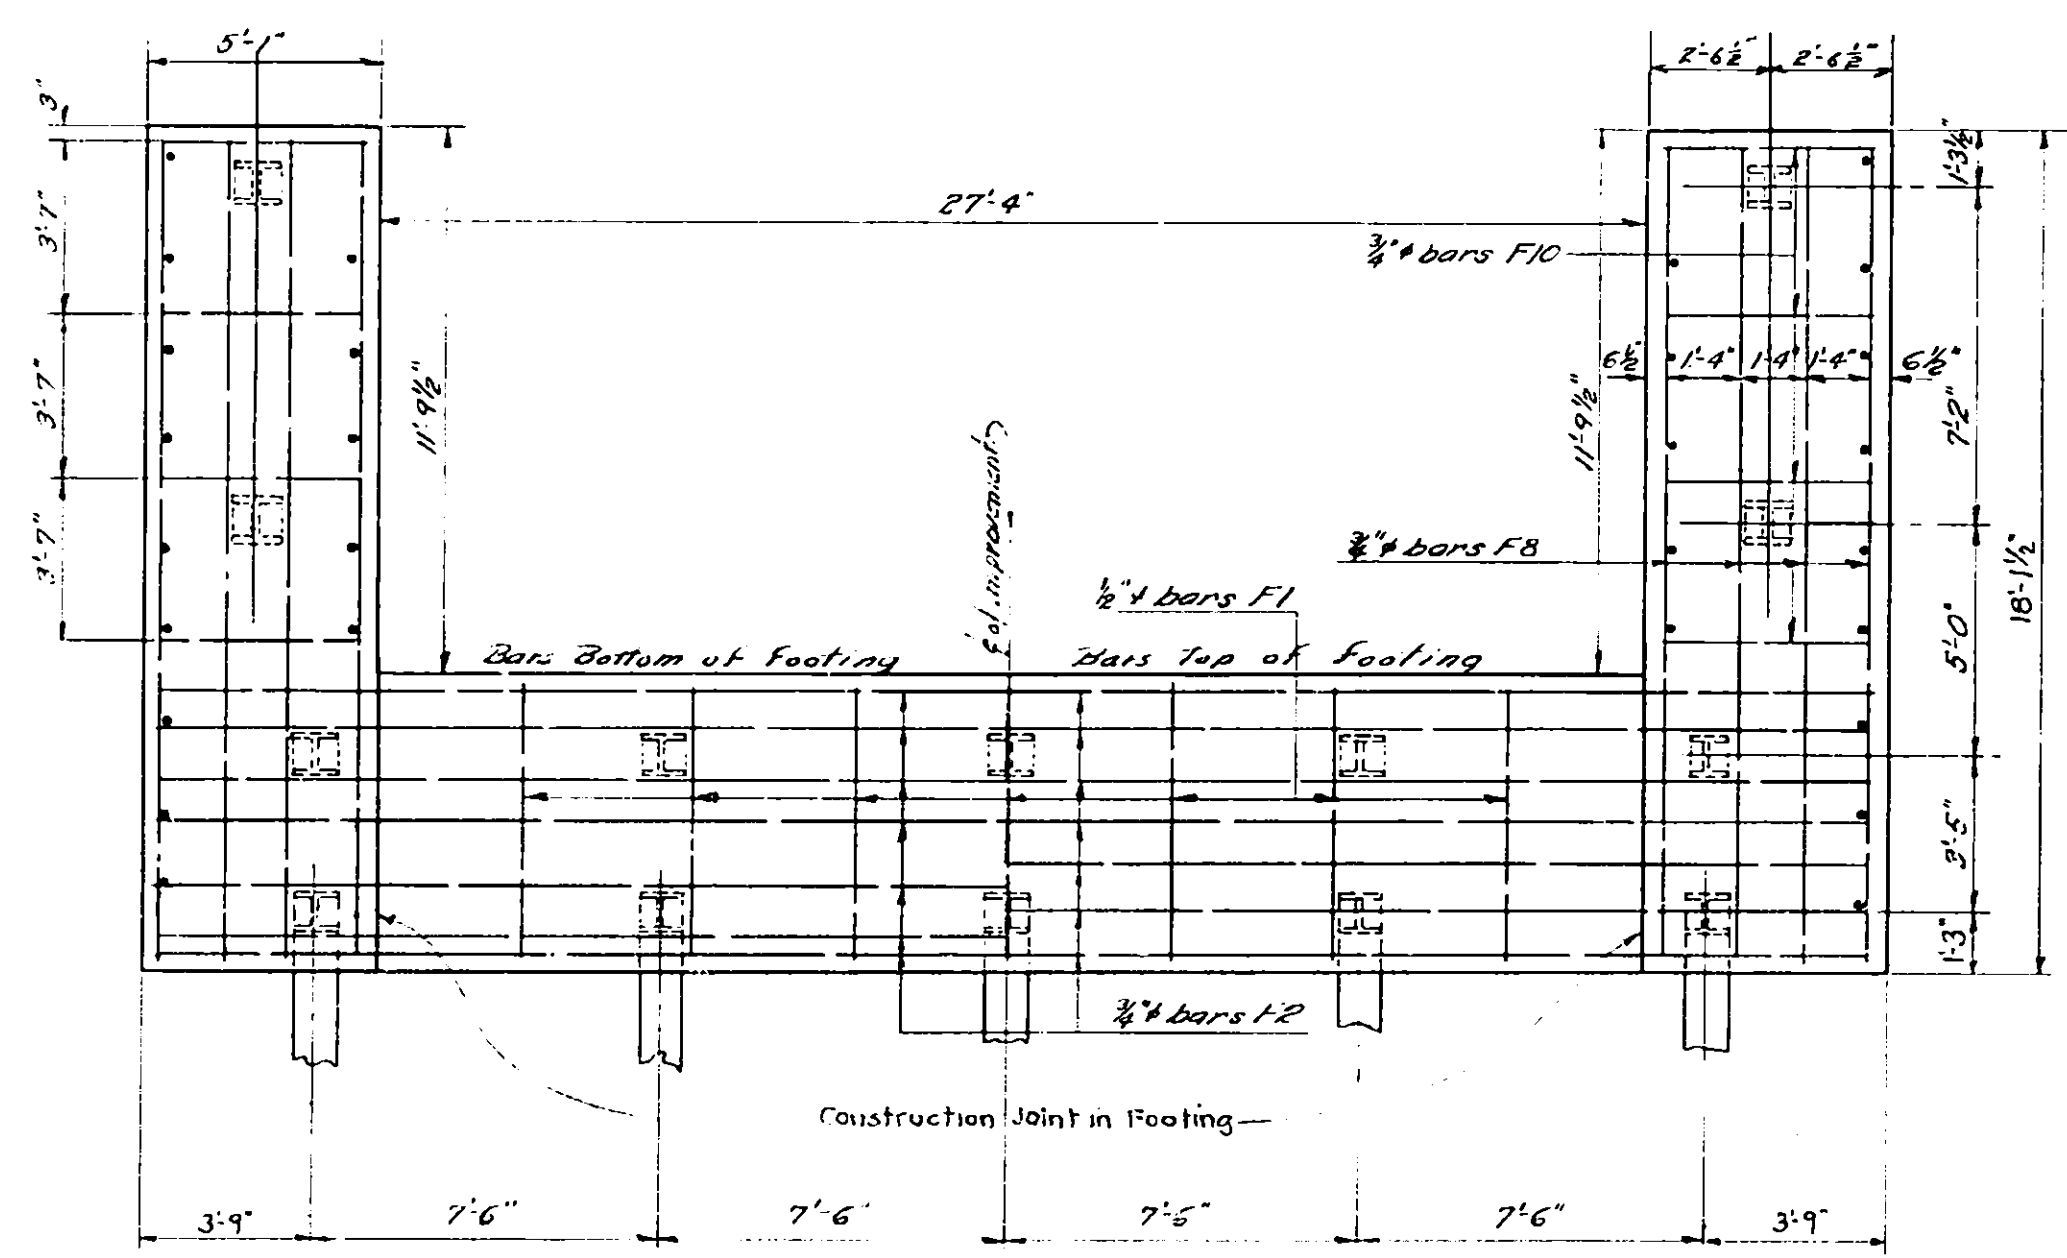 5'-1"
2'-6½" 2'-6½"
3"
1'-3½"
27'-4"
3'-7"
¾"ϕ bars F10
6½" 1'-4" 1'-4" 1'-4" 6½"
3'-7"
11'-9½"
11'-9½"
7'-2"
3'-7"
¾"ϕ bars F8
18'-1½"
½"ϕ bars F1
5'-0"
Bars Bottom of Footing
Bars Top of Footing
3'-5"
1'-3"
¾"ϕ bars F2
Construction Joint in Footing
3'-9" 7'-6" 7'-6" 7'-6" 7'-6" 3'-9"